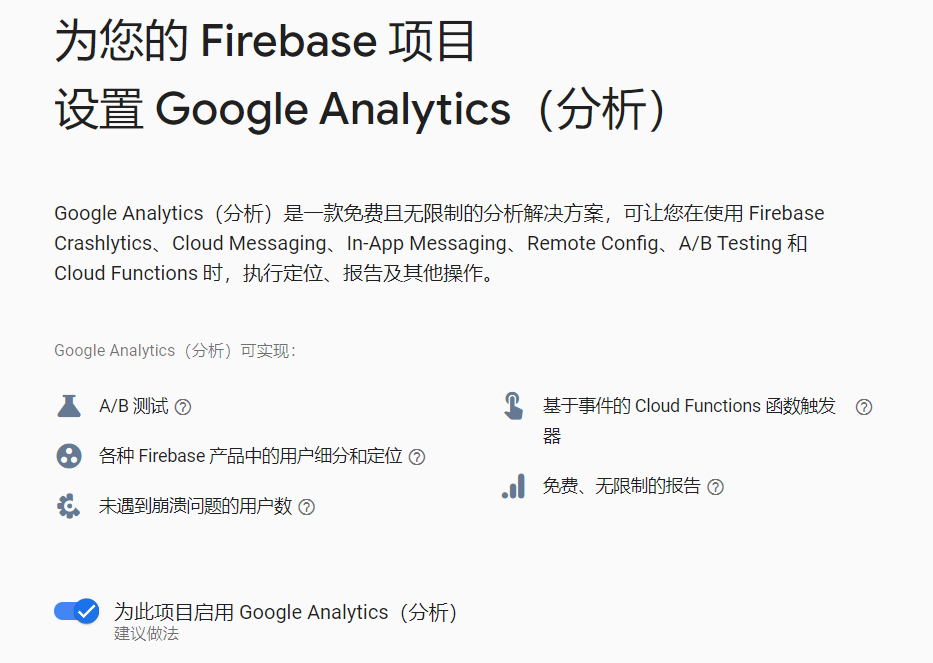 为您的 Firebase 项目
设置 Google Analytics（分析）
Google Analytics（分析）是一款免费且无限制的分析解决方案，可让您在使用 Firebase
Crashlytics、Cloud Messaging、In-App Messaging、Remote Config、A/B Testing 和
Cloud Functions 时，执行定位、报告及其他操作。
Google Analytics（分析）可实现：
A/B 测试
各种 Firebase 产品中的用户细分和定位
未遇到崩溃问题的用户数
基于事件的 Cloud Functions 函数触发
器
免费、无限制的报告
为此项目启用 Google Analytics（分析）
建议做法